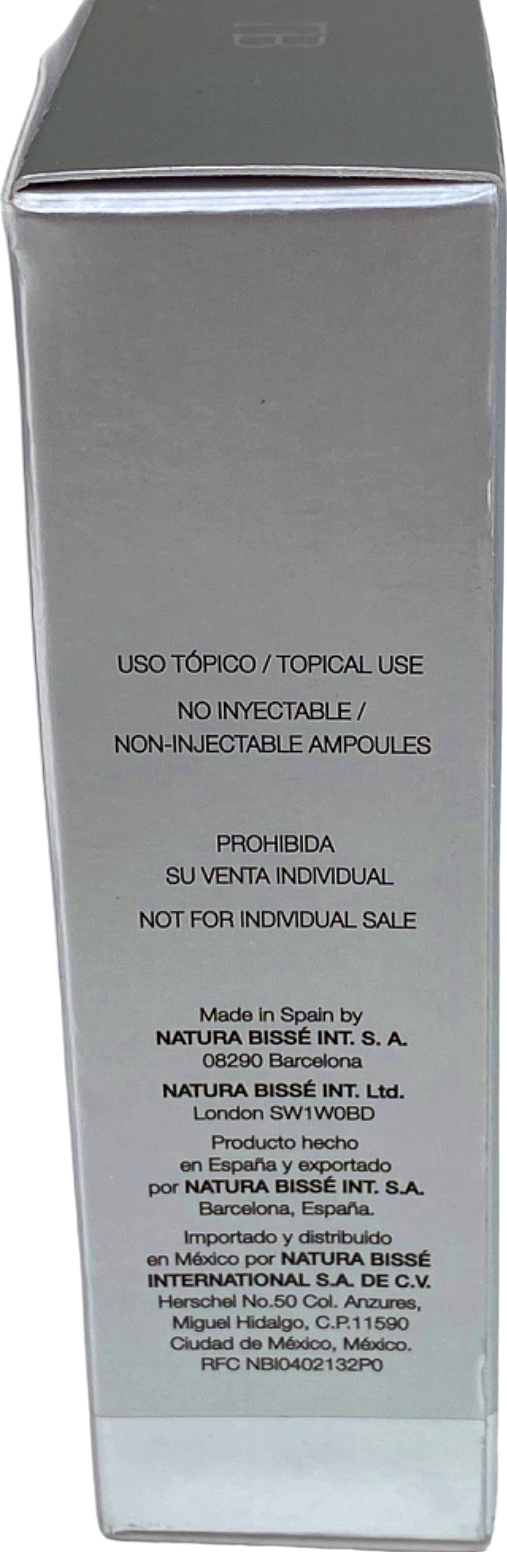 USO TÓPICO / TOPICAL USE
NO INYECTABLE /
NON-INJECTABLE AMPOULES
PROHIBIDA
SU VENTA INDIVIDUAL
NOT FOR INDIVIDUAL SALE
Made in Spain by
NATURA BISSÉ INT. S. A.
08290 Barcelona
NATURA BISSÉ INT. Ltd.
London SW1W0BD
Producto hecho
en España y exportado
por NATURA BISSÉ INT. S.A.
Barcelona, España.
Importado y distribuido
en México por NATURA BISSÉ
INTERNATIONAL S.A. DE C.V.
Herschel No.50 Col. Anzures,
Miguel Hidalgo, C.P.11590
Ciudad de México, México.
RFC NBI0402132P0